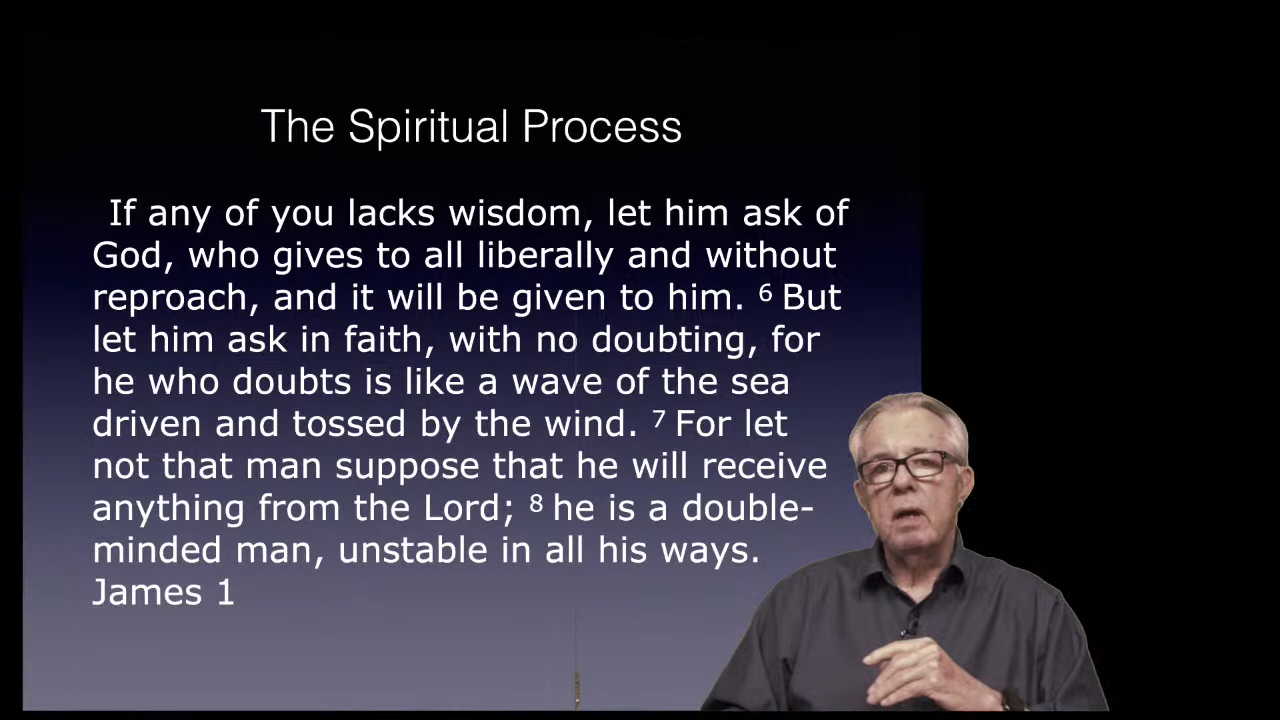 The Spiritual Process
If any of you lacks wisdom, let him ask of
God, who gives to all liberally and without
reproach, and it will be given to him. 6 But
let him ask in faith, with no doubting, for
he who doubts is like a wave of the sea
driven and tossed by the wind. 7 For let
not that man suppose that he will receive
anything from the Lord; 8 he is a double-
minded man, unstable in all his ways.
James 1